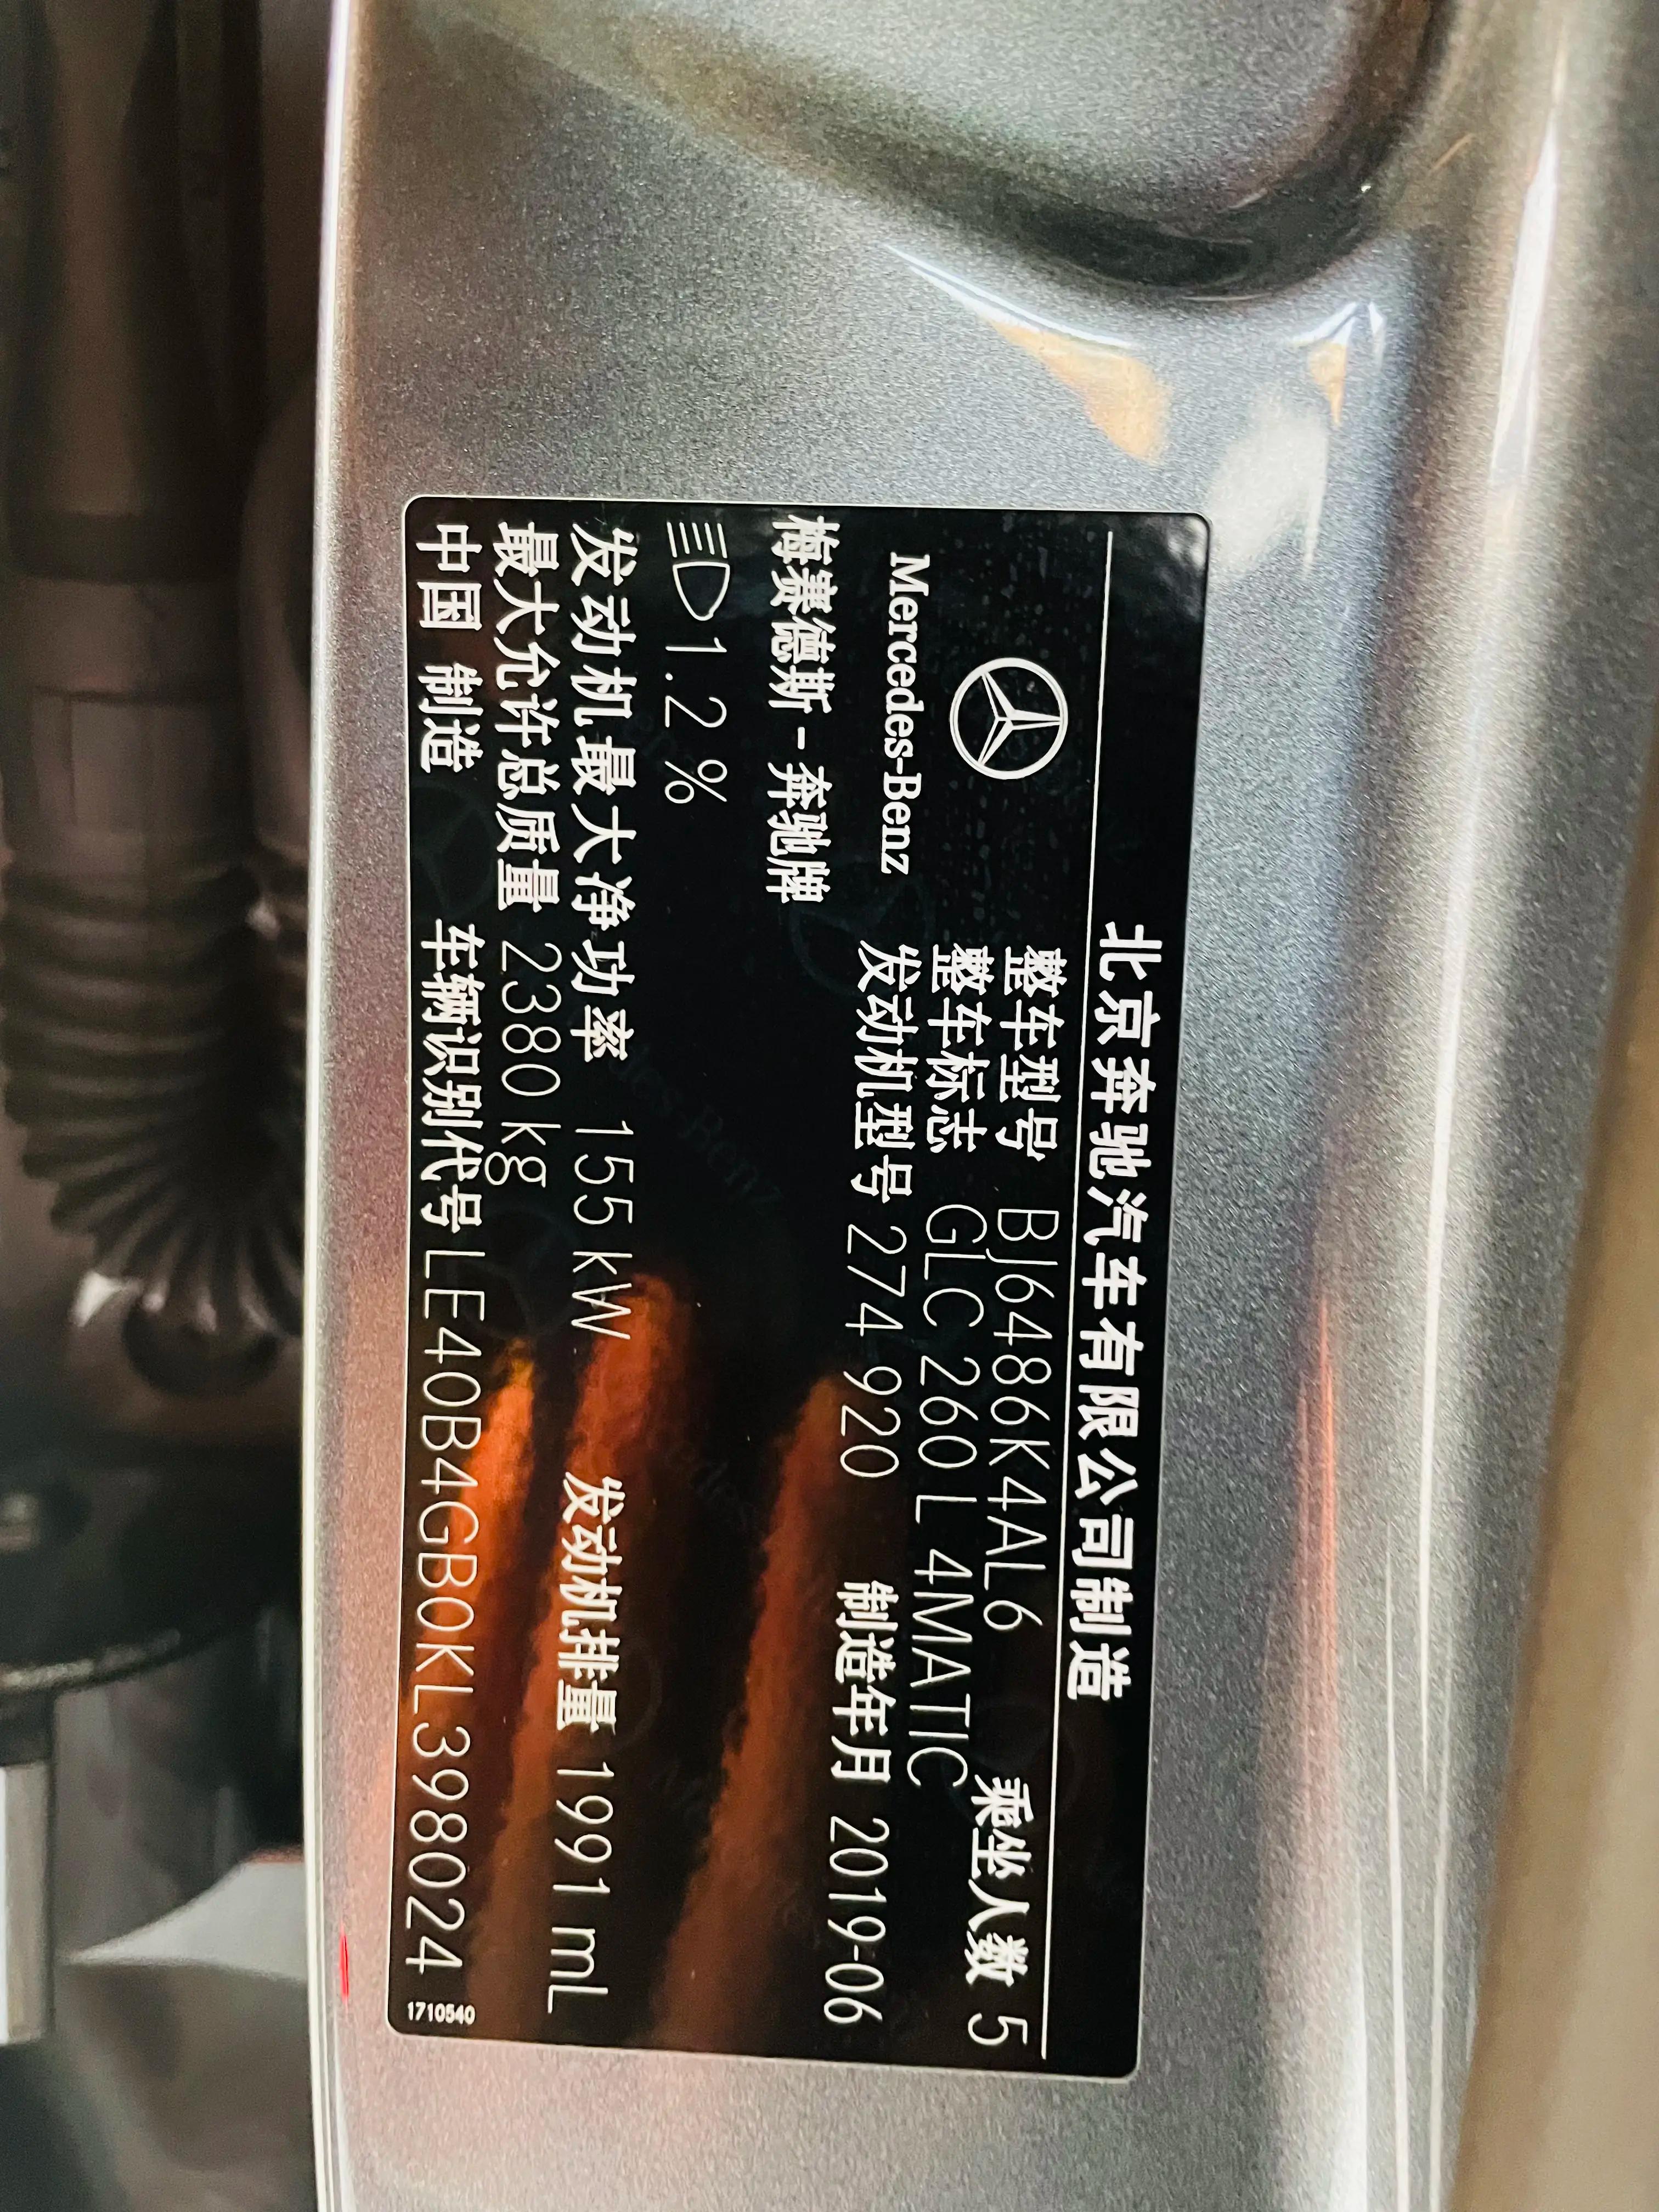 北京奔驰汽车有限公司制造
整车型号 BJ6486K4AL6 乘坐人数 5
Mercedes-Benz 整车标志 GLC 260 L 4MATIC
发动机型号 274 920 制造年月 2019-06
梅赛德斯-奔驰牌
1.2%
发动机最大净功率 155 kW 发动机排量 1991 mL
最大允许总质量 2380 kg
中国 制造 车辆识别代号 LE40B4GB0KL398024 1710540